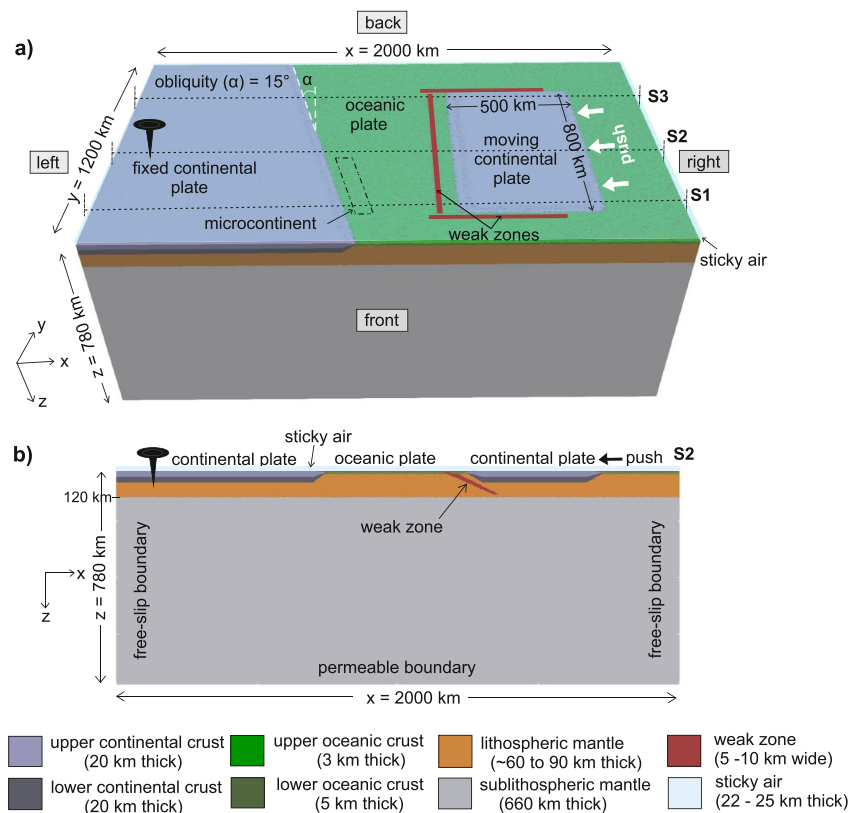 back
a)
x = 2000 km
obliquity (α) = 15°
α
oceanic
plate
500 km
S3
moving
continental
plate
800 km
push
S2
left
y = 1200 km
fixed continental
plate
right
S1
microcontinent
weak zones
sticky air
z = 780 km
front
y
x
z
b)
sticky air
continental plate
oceanic plate
continental plate
push
S2
120 km
weak zone
x
z
z = 780 km
free-slip boundary
free-slip boundary
permeable boundary
x = 2000 km
upper continental crust
(20 km thick)
upper oceanic crust
(3 km thick)
lithospheric mantle
(~60 to 90 km thick)
weak zone
(5 -10 km wide)
lower continental crust
(20 km thick)
lower oceanic crust
(5 km thick)
sublithospheric mantle
(660 km thick)
sticky air
(22 - 25 km thick)